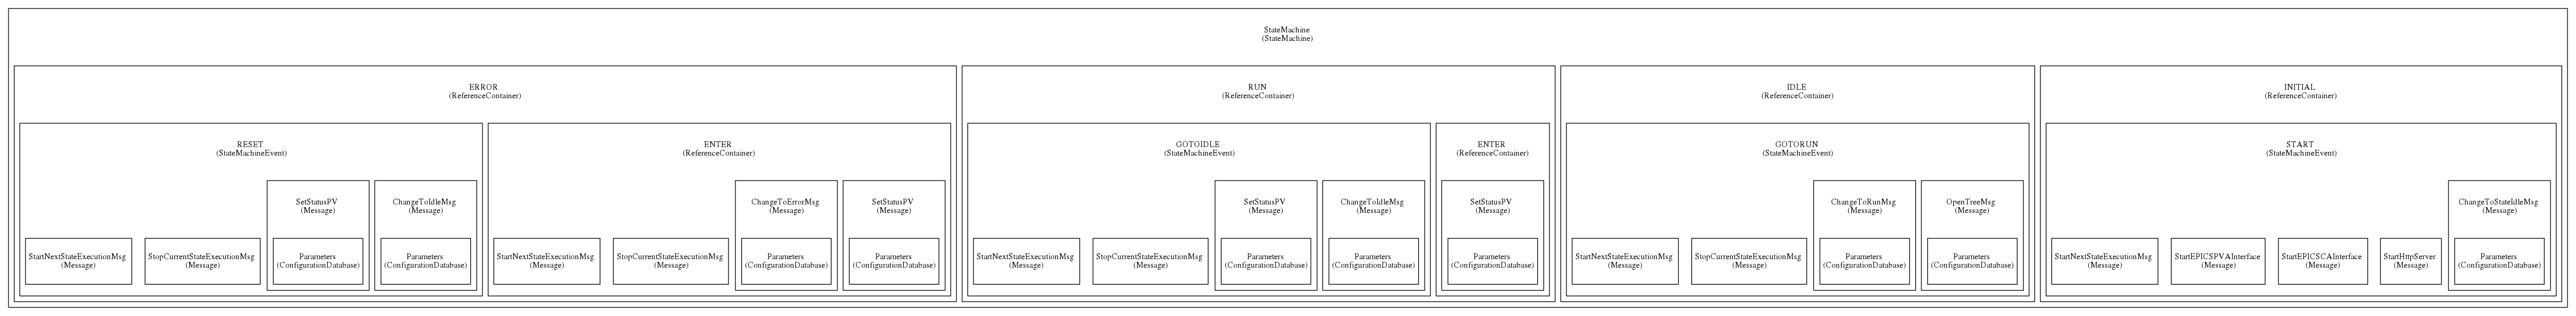 StateMachine
(StateMachine)
ERROR
(ReferenceContainer)
RESET
(StateMachineEvent)
StartNextStateExecutionMsg
(Message)
StopCurrentStateExecutionMsg
(Message)
SetStatusPV
(Message)
Parameters
(ConfigurationDatabase)
ChangeToIdleMsg
(Message)
Parameters
(ConfigurationDatabase)
ENTER
(ReferenceContainer)
StartNextStateExecutionMsg
(Message)
StopCurrentStateExecutionMsg
(Message)
ChangeToErrorMsg
(Message)
Parameters
(ConfigurationDatabase)
SetStatusPV
(Message)
Parameters
(ConfigurationDatabase)
RUN
(ReferenceContainer)
GOTOIDLE
(StateMachineEvent)
StartNextStateExecutionMsg
(Message)
StopCurrentStateExecutionMsg
(Message)
SetStatusPV
(Message)
Parameters
(ConfigurationDatabase)
ChangeToIdleMsg
(Message)
Parameters
(ConfigurationDatabase)
ENTER
(ReferenceContainer)
SetStatusPV
(Message)
Parameters
(ConfigurationDatabase)
IDLE
(ReferenceContainer)
GOTORUN
(StateMachineEvent)
StartNextStateExecutionMsg
(Message)
StopCurrentStateExecutionMsg
(Message)
ChangeToRunMsg
(Message)
Parameters
(ConfigurationDatabase)
OpenTreeMsg
(Message)
Parameters
(ConfigurationDatabase)
INITIAL
(ReferenceContainer)
START
(StateMachineEvent)
StartNextStateExecutionMsg
(Message)
StartEPICSPVAInterface
(Message)
StartEPICSCAInterface
(Message)
StartHttpServer
(Message)
ChangeToStateIdleMsg
(Message)
Parameters
(ConfigurationDatabase)